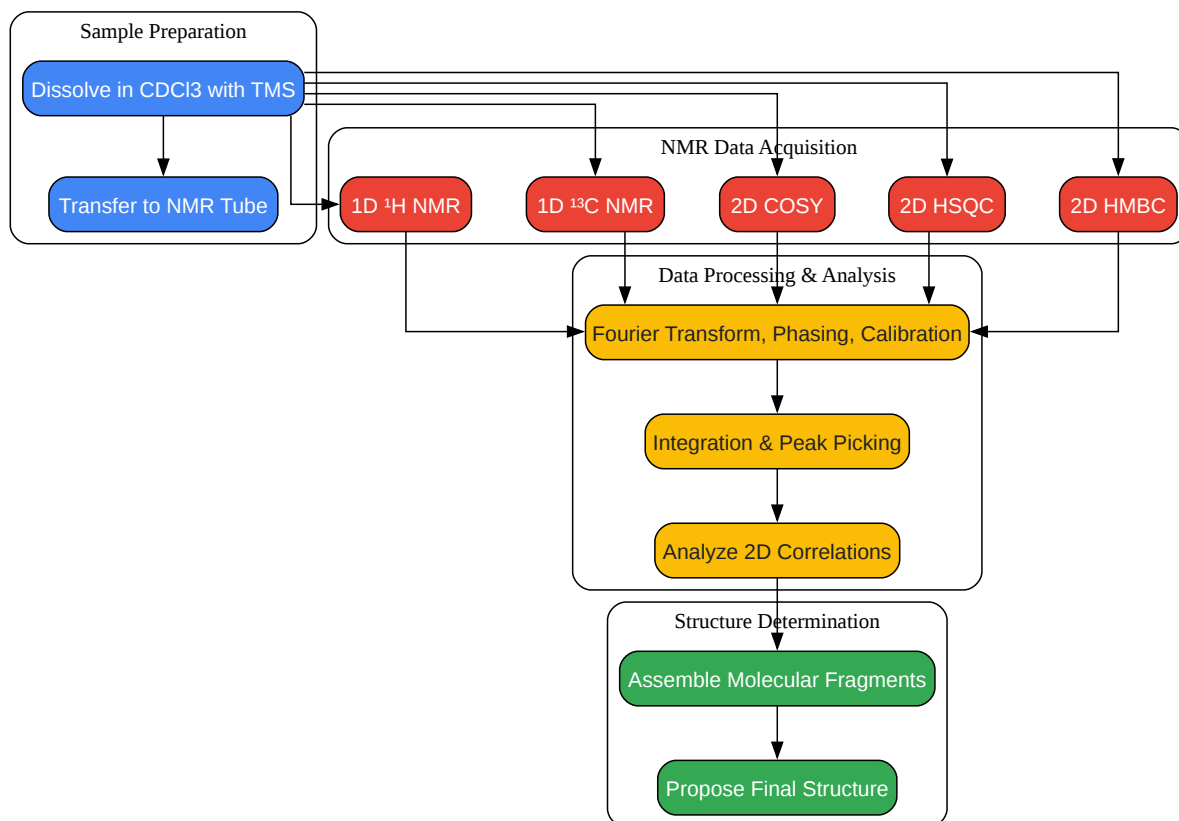 Sample Preparation
Dissolve in CDCl3 with TMS
Transfer to NMR Tube
NMR Data Acquisition
1D ¹H NMR
1D ¹³C NMR
2D COSY
2D HSQC
2D HMBC
Data Processing & Analysis
Fourier Transform, Phasing, Calibration
Integration & Peak Picking
Analyze 2D Correlations
Structure Determination
Assemble Molecular Fragments
Propose Final Structure